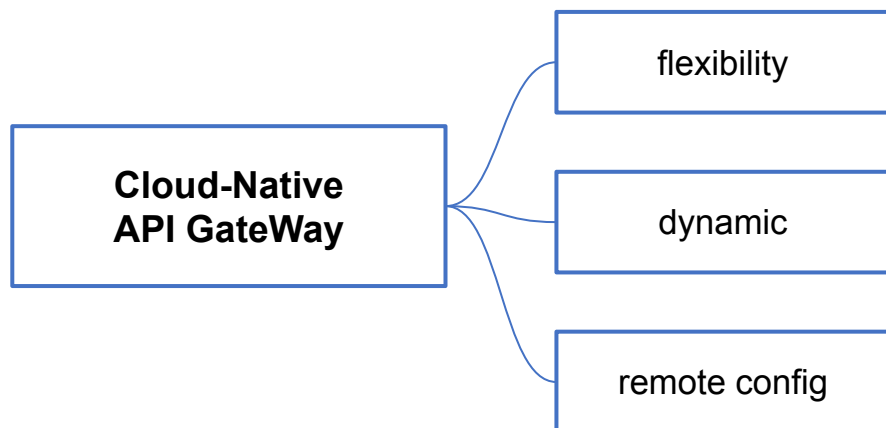 Cloud-Native
API GateWay
flexibility
dynamic
remote config